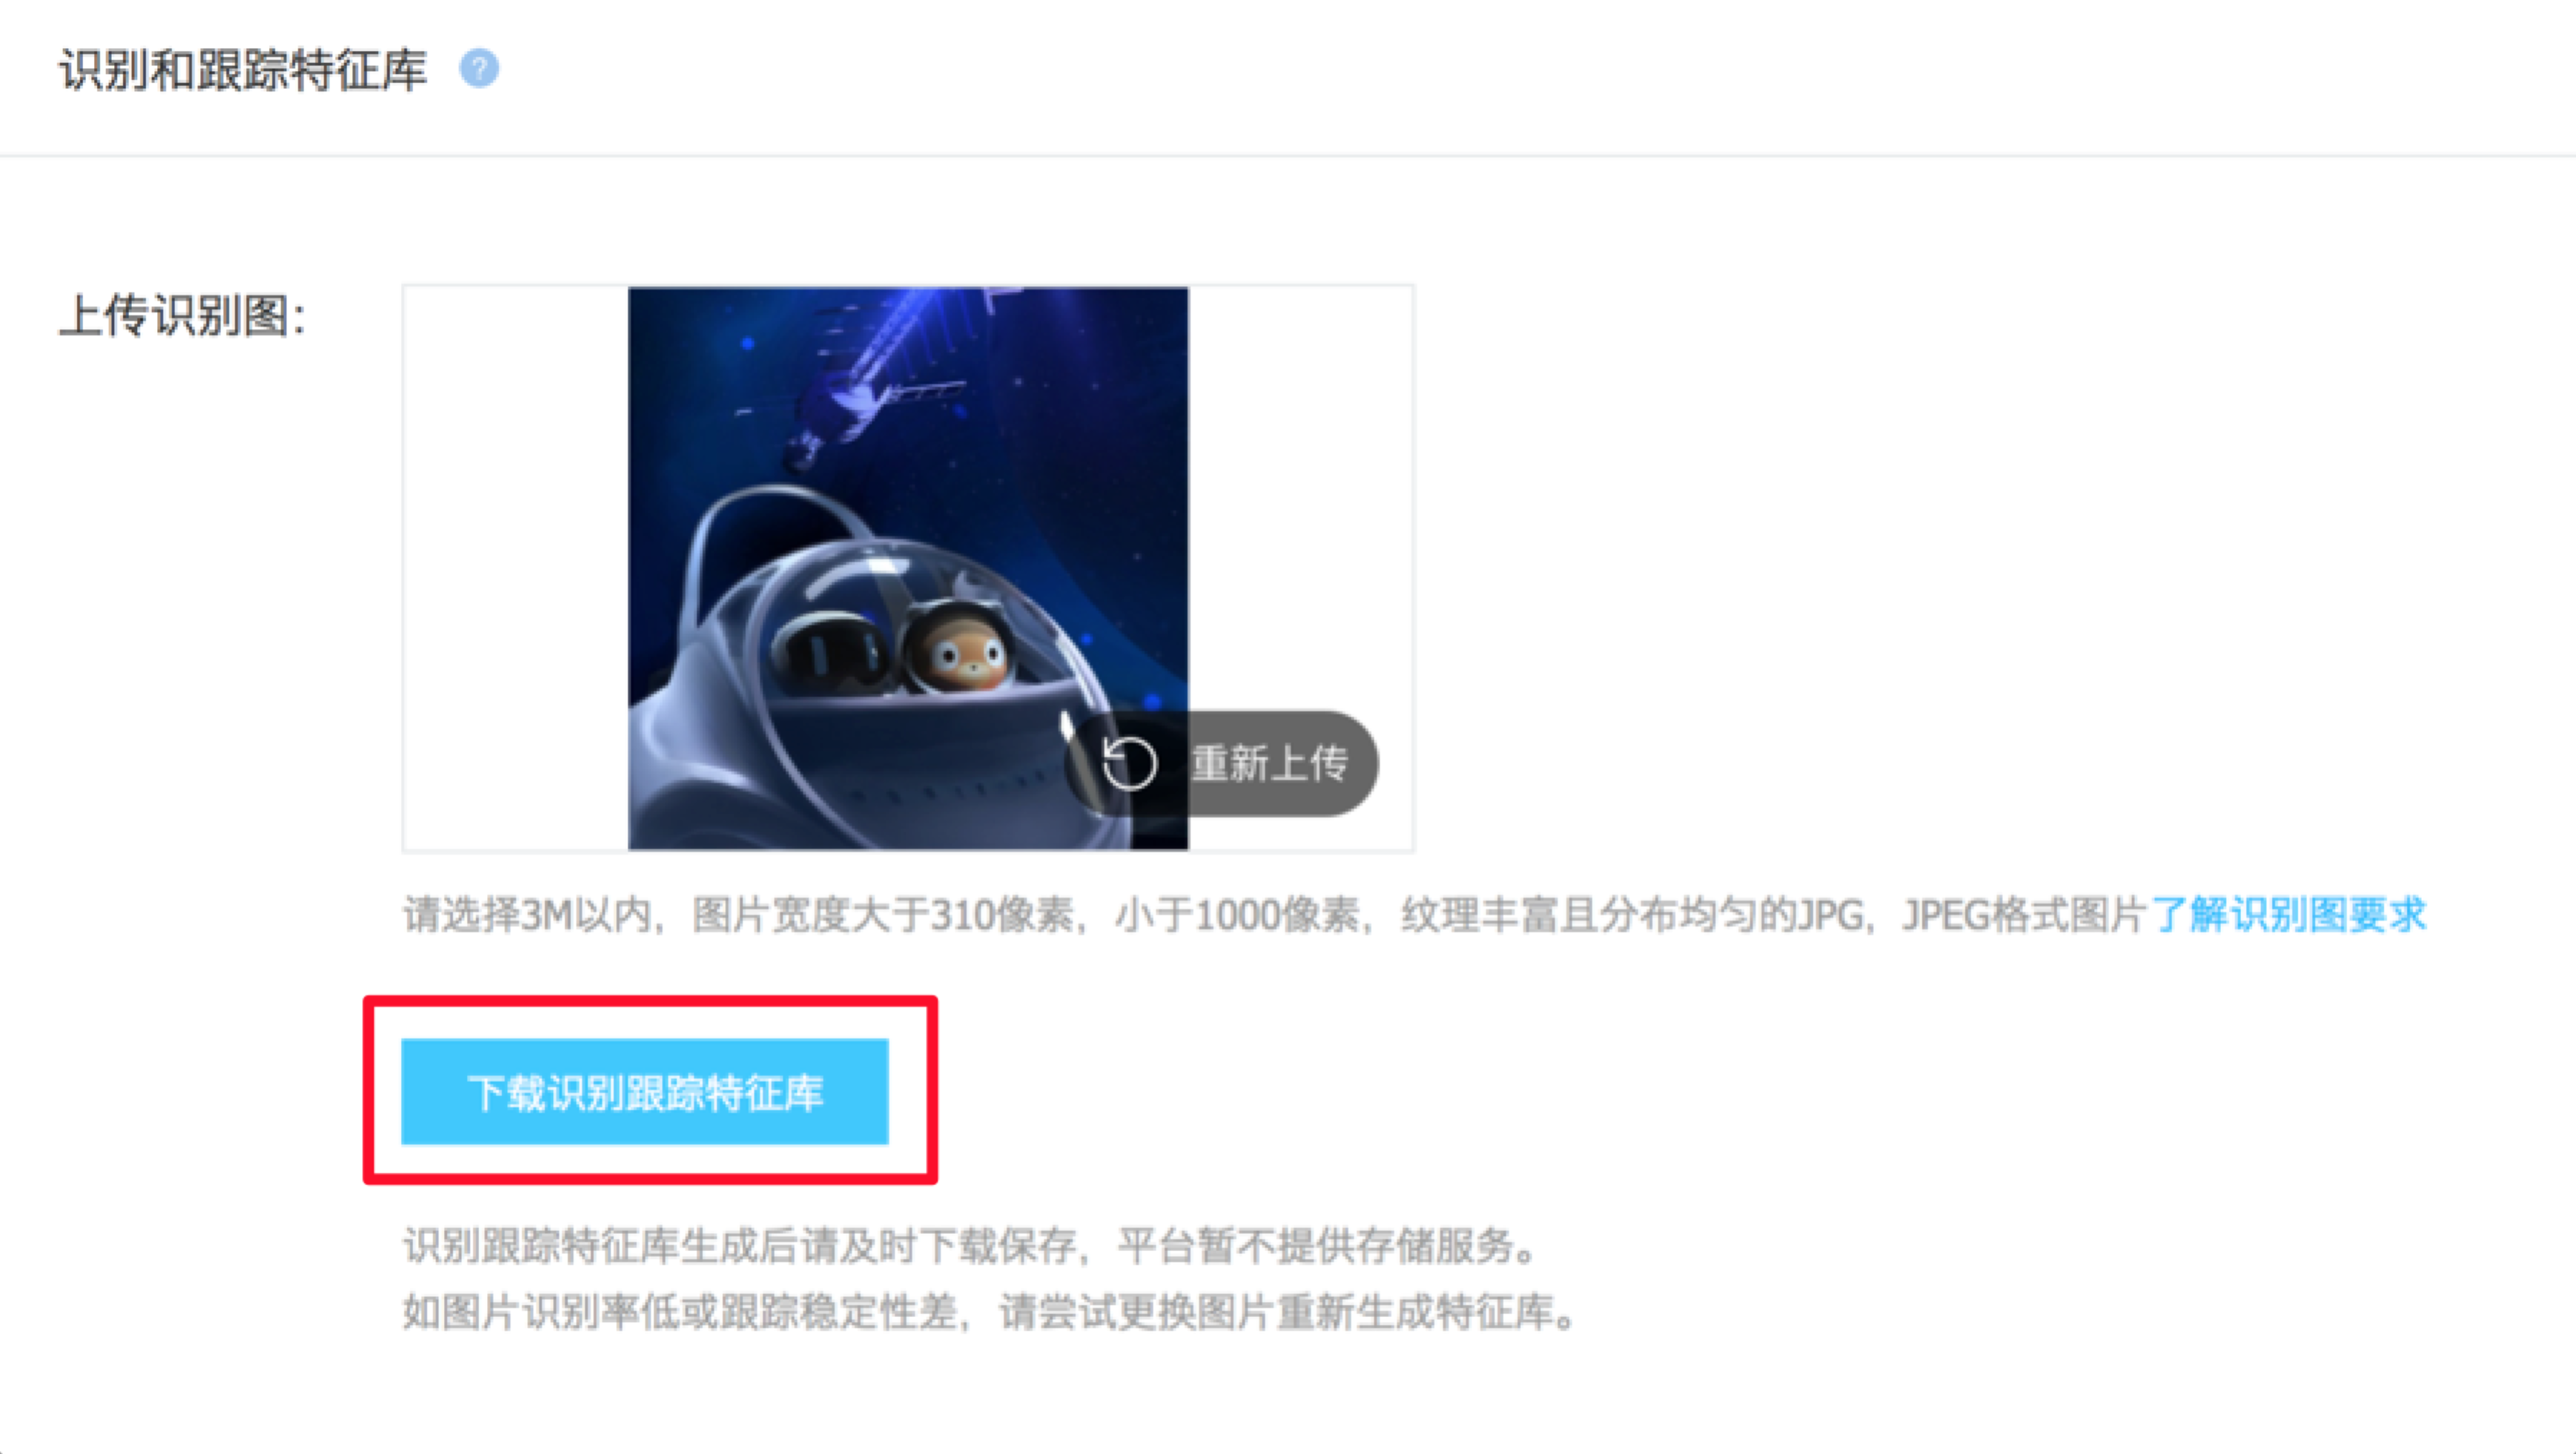 识别和跟踪特征库 ?
上传识别图:
重新上传
请选择3M以内，图片宽度大于310像素，小于1000像素，纹理丰富且分布均匀的JPG，JPEG格式图片了解识别图要求
下载识别跟踪特征库
识别跟踪特征库生成后请及时下载保存，平台暂不提供存储服务。
如图片识别率低或跟踪稳定性差，请尝试更换图片重新生成特征库。